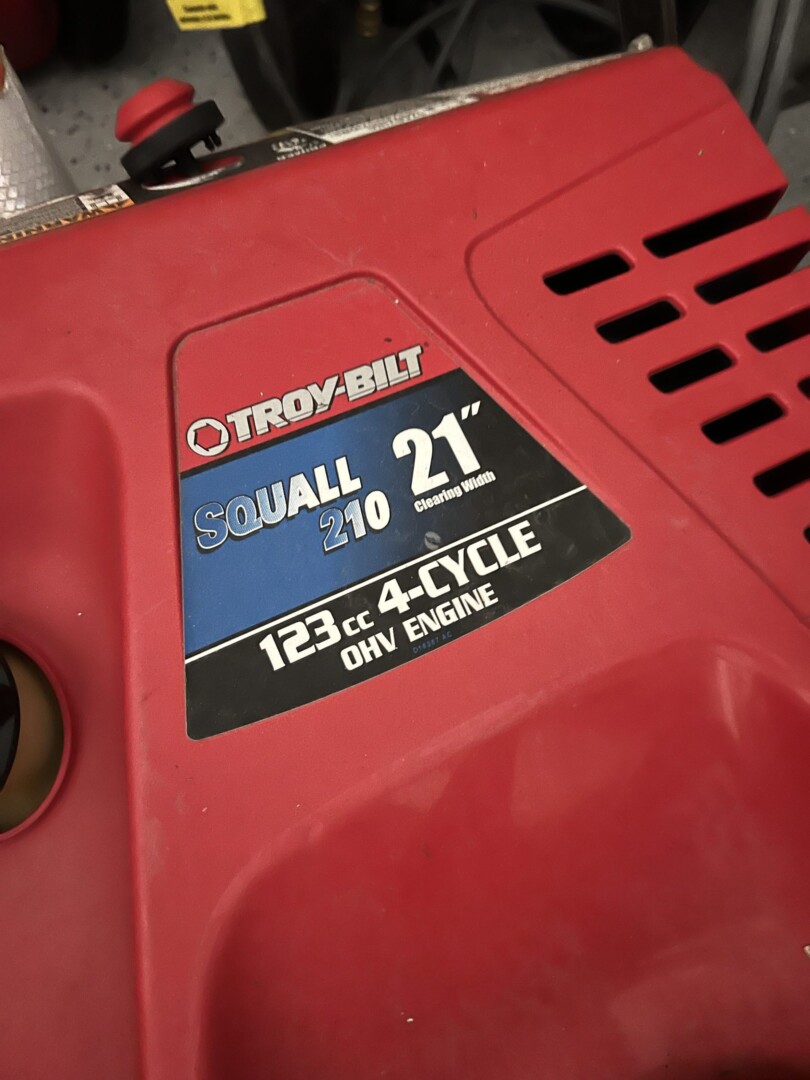 TROY-BILT
SQUALL
210
21"
Clearing Width
123cc 4-CYCLE
OHV ENGINE